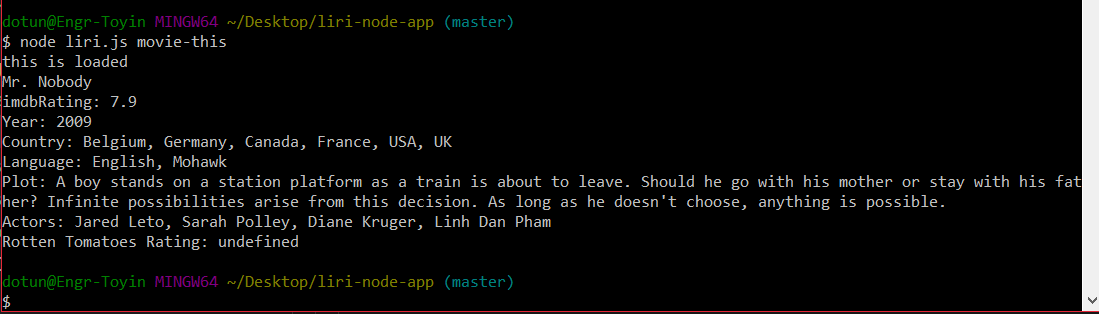 dotun@Engr-Toyin MINGW64 ~/Desktop/liri-node-app (master)
$ node liri.js movie-this
this is loaded
Mr. Nobody
imdbRating: 7.9
Year: 2009
Country: Belgium, Germany, Canada, France, USA, UK
Language: English, Mohawk
Plot: A boy stands on a station platform as a train is about to leave. Should he go with his mother or stay with his fat
her? Infinite possibilities arise from this decision. As long as he doesn't choose, anything is possible.
Actors: Jared Leto, Sarah Polley, Diane Kruger, Linh Dan Pham
Rotten Tomatoes Rating: undefined
dotun@Engr-Toyin MINGW64 ~/Desktop/liri-node-app (master)
$